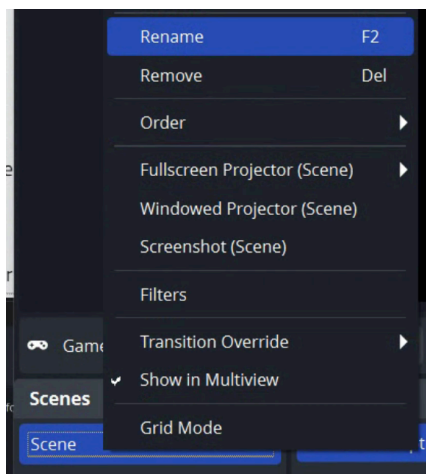 Rename F2
Remove Del
Order
Fullscreen Projector (Scene)
Windowed Projector (Scene)
Screenshot (Scene)
Filters
Transition Override
Show in Multiview
Grid Mode
Scenes
Scene